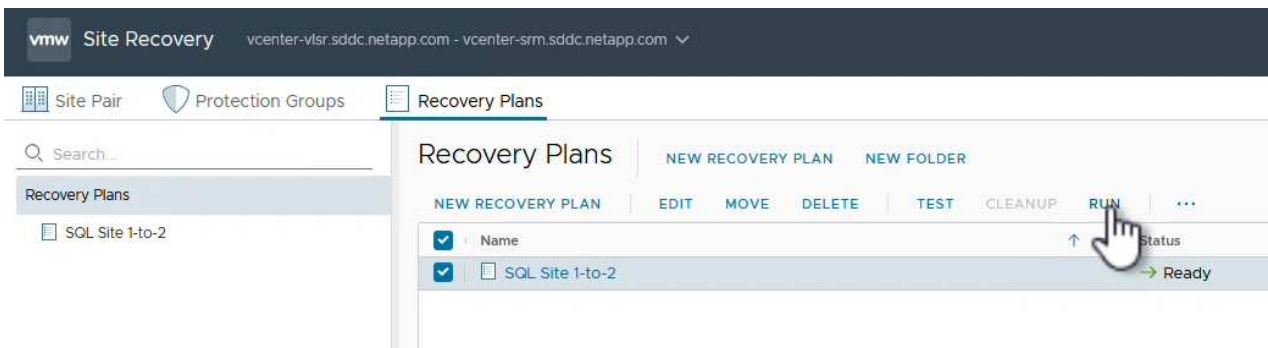 vmw Site Recovery vcenter-vlsr.sddc.netapp.com - vcenter-srm.sddc.netapp.com
Site Pair Protection Groups Recovery Plans
Search...
Recovery Plans
SQL Site 1-to-2
Recovery Plans NEW RECOVERY PLAN NEW FOLDER
NEW RECOVERY PLAN EDIT MOVE DELETE TEST CLEANUP RUN ...
Name Status
SQL Site 1-to-2 Ready